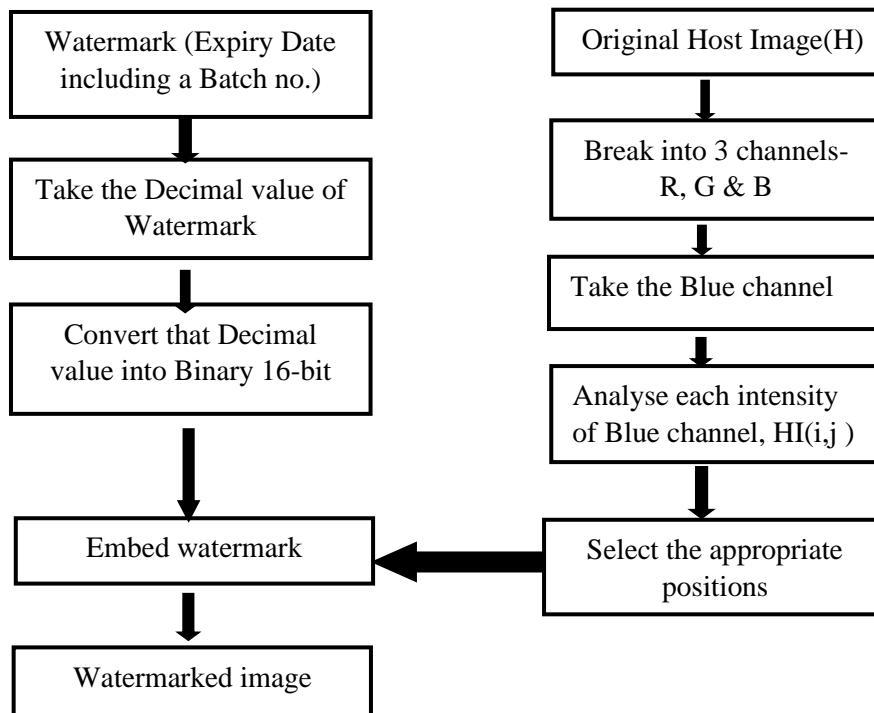 Watermark (Expiry Date
including a Batch no.)
Take the Decimal value of
Watermark
Convert that Decimal
value into Binary 16-bit
Embed watermark
Watermarked image
Original Host Image(H)
Break into 3 channels-
R, G & B
Take the Blue channel
Analyse each intensity
of Blue channel, HI(i,j )
Select the appropriate
positions